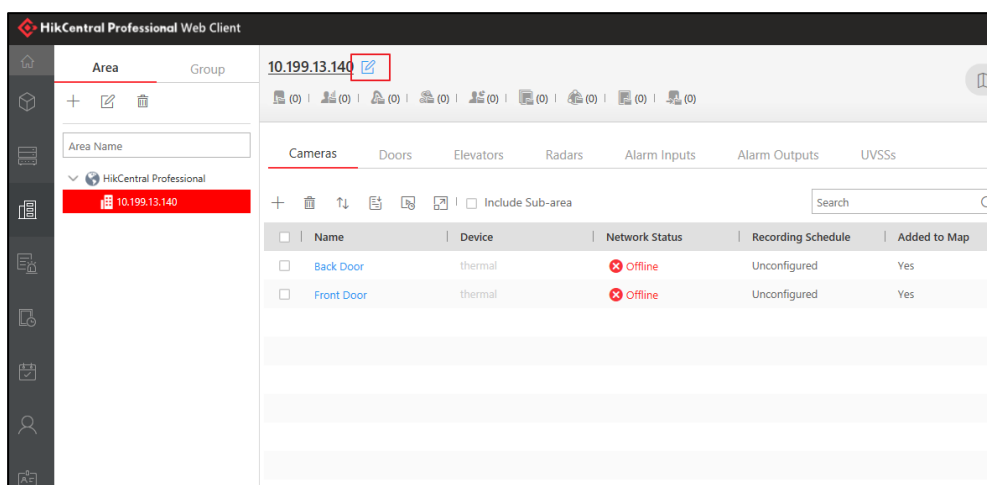 HikCentral Professional Web Client
Area Group
Area Name
HikCentral Professional
10.199.13.140
10.199.13.140
(0) | (0) | (0) | (0) | (0) | (0) | (0) | (0) | (0)
Cameras Doors Elevators Radars Alarm Inputs Alarm Outputs UVSSs
Include Sub-area Search
Name Device Network Status Recording Schedule Added to Map
Back Door thermal Offline Unconfigured Yes
Front Door thermal Offline Unconfigured Yes